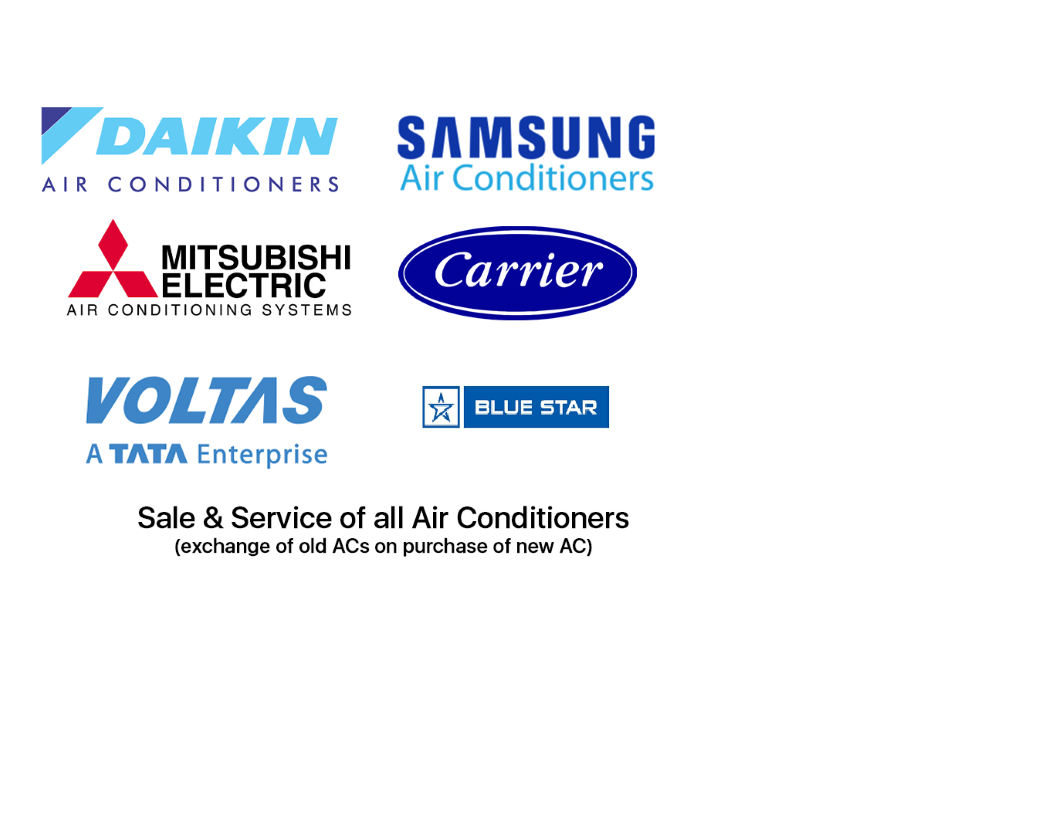 DAIKIN
AIR CONDITIONERS
SAMSUNG
Air Conditioners
MITSUBISHI
ELECTRIC
AIR CONDITIONING SYSTEMS
Carrier
VOLTAS
A TATA Enterprise
BLUE STAR
Sale & Service of all Air Conditioners
(exchange of old ACs on purchase of new AC)